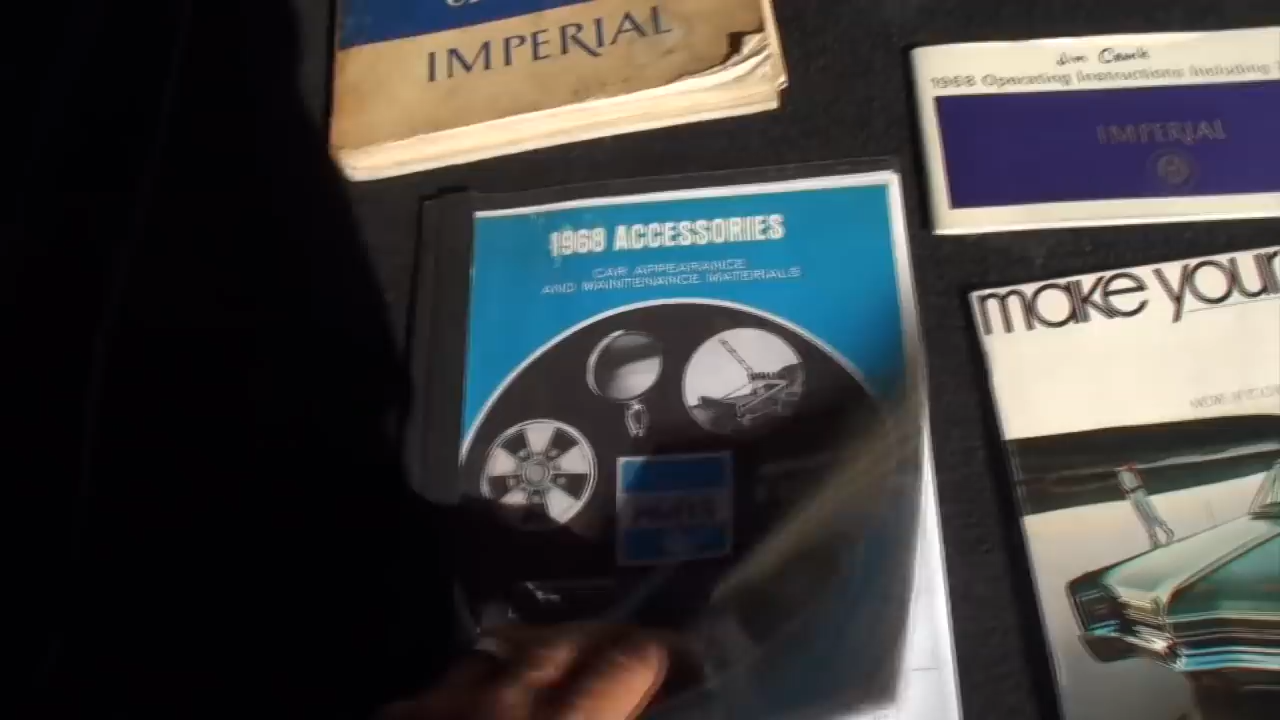 IMPERIAL
1968 Operating Instructions Including
IMPERIAL
1968 ACCESSORIES
CAR APPEARANCE
AND MAINTENANCE MATERIALS
make your